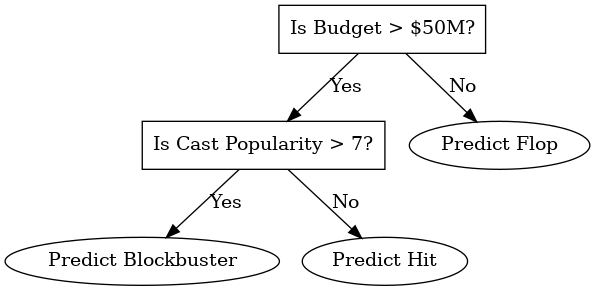 Is Budget > $50M?
Yes
No
Is Cast Popularity > 7?
Predict Flop
Yes
No
Predict Blockbuster
Predict Hit